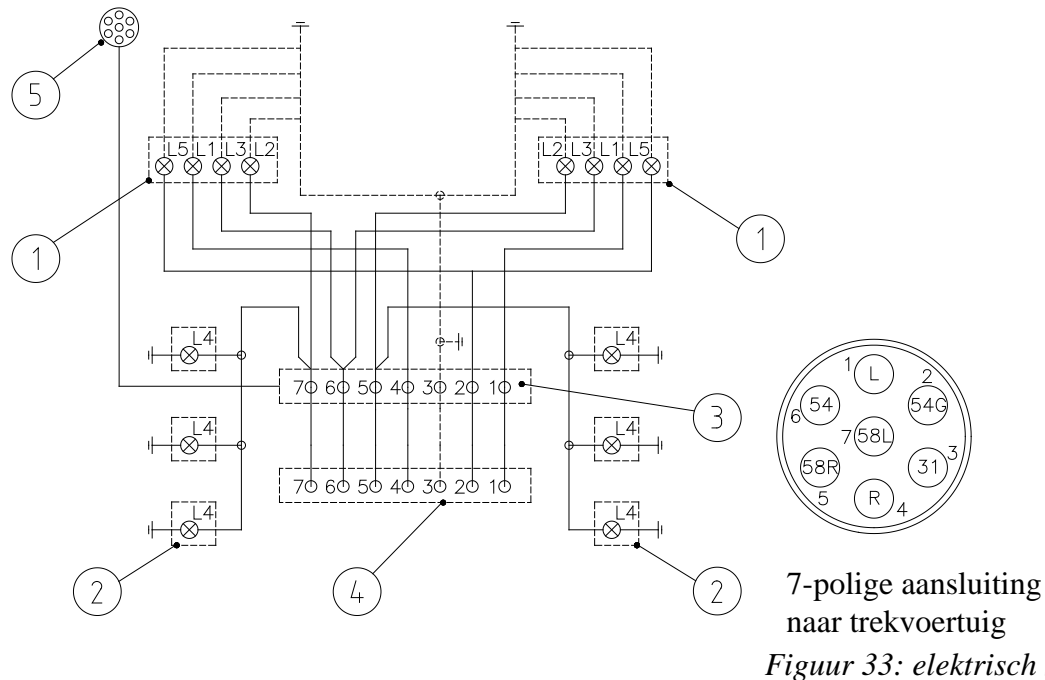 5
L5 L1 L3 L2
L2 L3 L1 L5
1
1
L4
L4
7 6 5 4 3 2 1
3
L4
L4
7 6 5 4 3 2 1
L4
L4
2
4
2
1 L
2 54G
6 54
7 58L
58R 5
31 3
R 4
7-polige aansluiting
naar trekvoertuig
Figuur 33: elektrisch